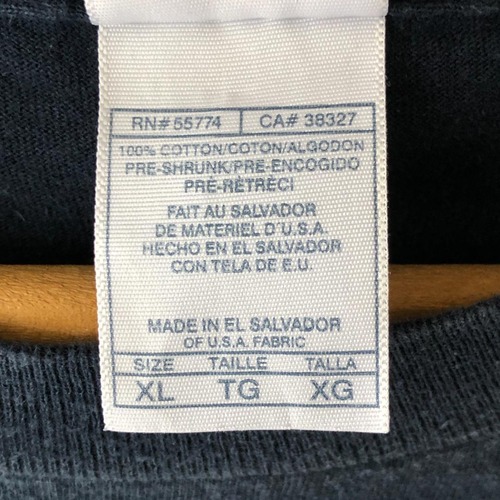 RN# 55774 CA# 38327
100% COTTON/COTON/ALGODON
PRE-SHRUNK/PRE-ENCOGIDO
PRÉ-RÉTRÉCI
FAIT AU SALVADOR
DE MATERIEL D'U.S.A.
HECHO EN EL SALVADOR
CON TELA DE E.U.
MADE IN EL SALVADOR
OF U.S.A. FABRIC
SIZE TAILLE TALLA
XL TG XG